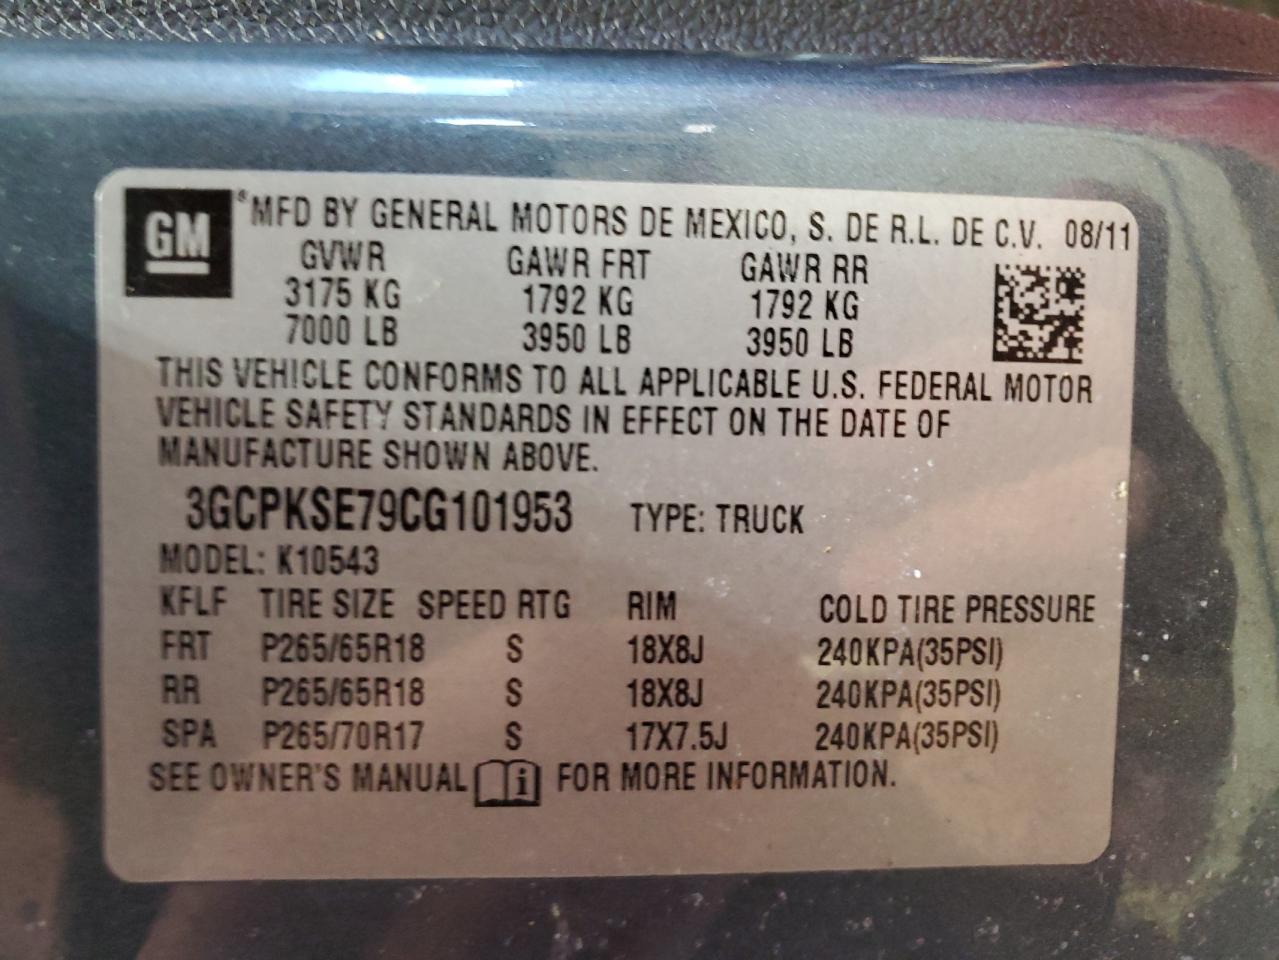 GM ® MFD BY GENERAL MOTORS DE MEXICO, S. DE R.L. DE C.V. 08/11
GVWR GAWR FRT GAWR RR
3175 KG 1792 KG 1792 KG
7000 LB 3950 LB 3950 LB
THIS VEHICLE CONFORMS TO ALL APPLICABLE U.S. FEDERAL MOTOR
VEHICLE SAFETY STANDARDS IN EFFECT ON THE DATE OF
MANUFACTURE SHOWN ABOVE.
3GCPKSE79CG101953 TYPE: TRUCK
MODEL: K10543
KFLF TIRE SIZE SPEED RTG RIM COLD TIRE PRESSURE
FRT P265/65R18 S 18X8J 240KPA(35PSI)
RR P265/65R18 S 18X8J 240KPA(35PSI)
SPA P265/70R17 S 17X7.5J 240KPA(35PSI)
SEE OWNER'S MANUAL i FOR MORE INFORMATION.